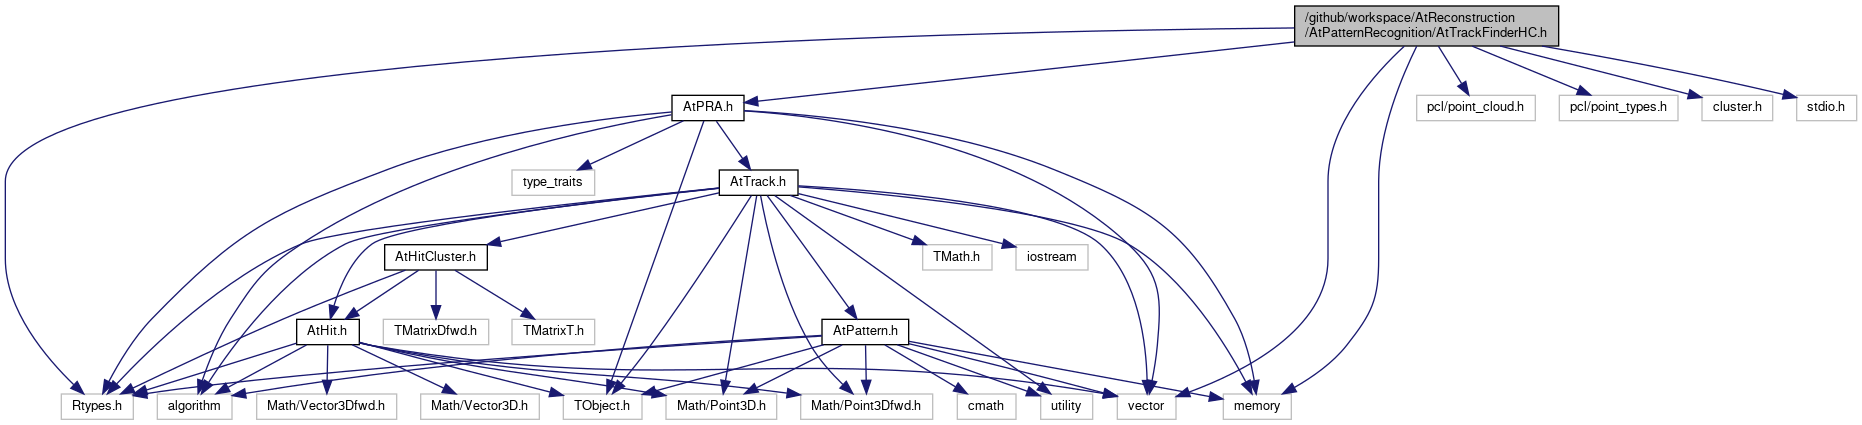 /github/workspace/AtReconstruction
/AtPatternRecognition/AtTrackFinderHC.h
AtPRA.h
pcl/point_cloud.h
pcl/point_types.h
cluster.h
stdio.h
type_traits
AtTrack.h
AtHitCluster.h
TMath.h
iostream
AtHit.h
TMatrixDfwd.h
TMatrixT.h
AtPattern.h
Rtypes.h
algorithm
Math/Vector3Dfwd.h
Math/Vector3D.h
TObject.h
Math/Point3D.h
Math/Point3Dfwd.h
cmath
utility
vector
memory